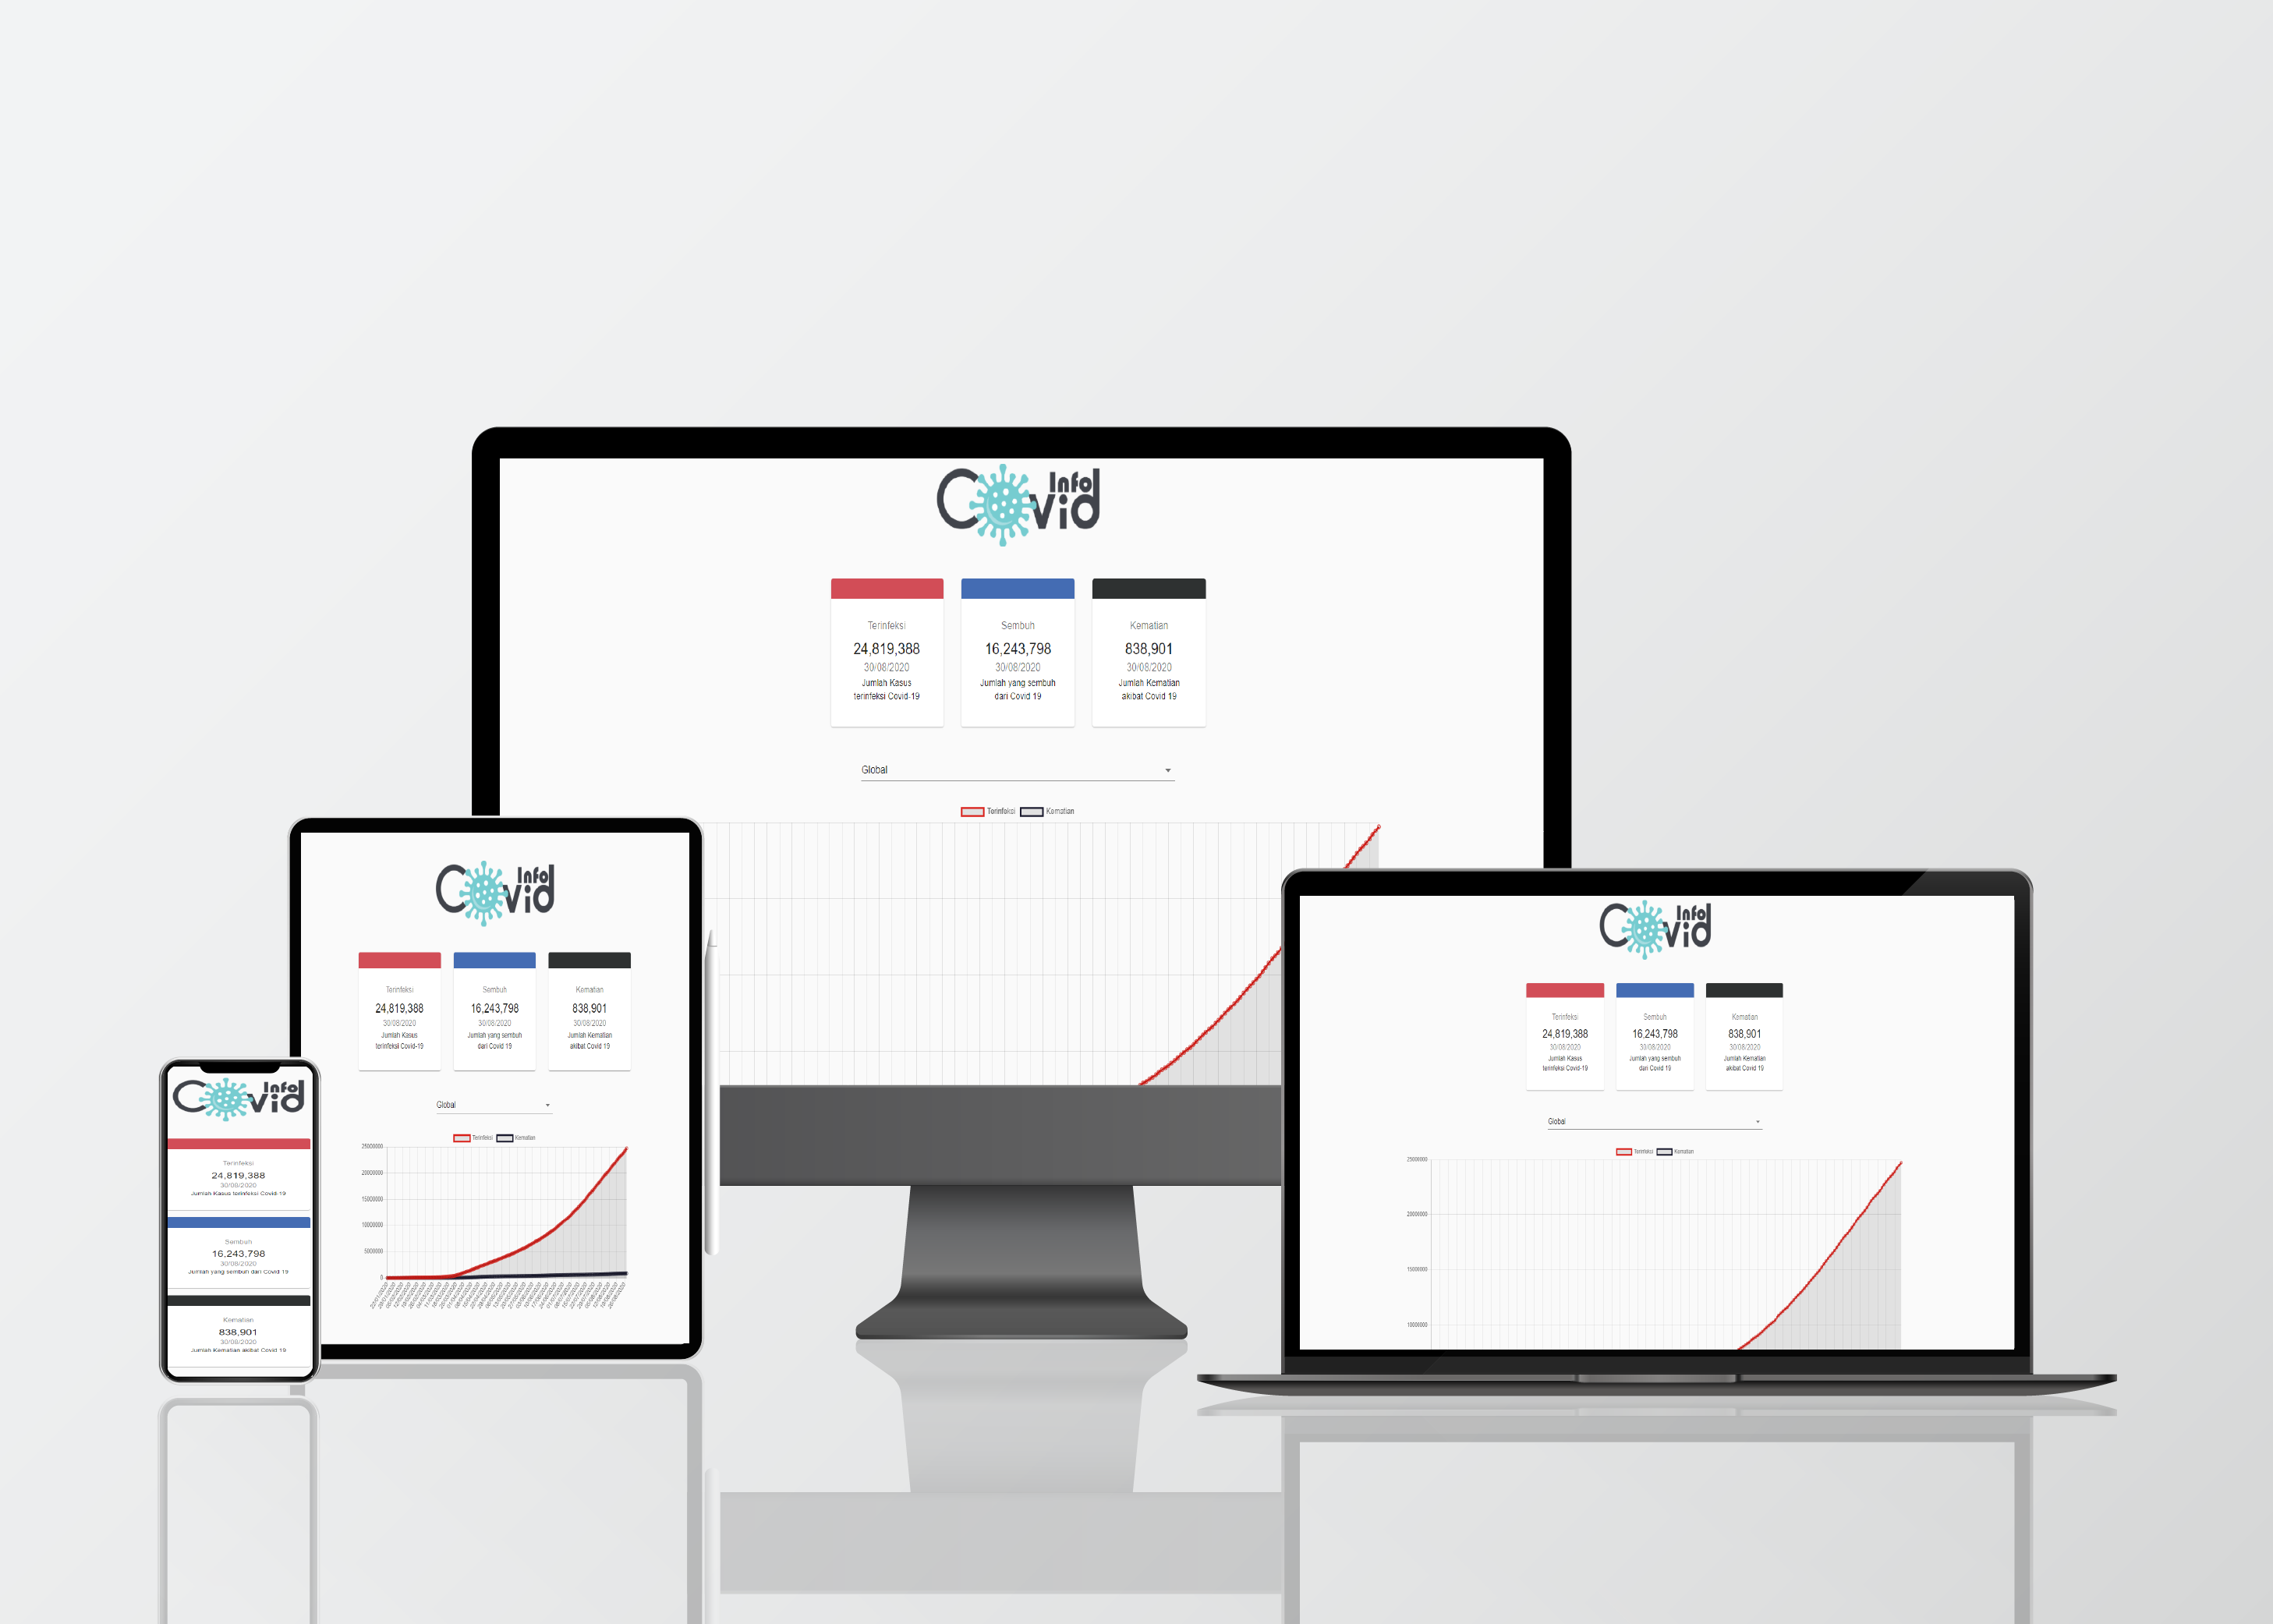 Covid Info
Terinfeksi
24,819,388
30/08/2020
Jumlah Kasus
terinfeksi Covid-19
Sembuh
16,243,798
30/08/2020
Jumlah yang sembuh
dari Covid 19
Kematian
838,901
30/08/2020
Jumlah Kematian
akibat Covid 19
Global
Terinfeksi Kematian
Covid Info
Terinfeksi
24,819,388
30/08/2020
Jumlah Kasus
terinfeksi Covid-19
Sembuh
16,243,798
30/08/2020
Jumlah yang sembuh
dari Covid 19
Kematian
838,901
30/08/2020
Jumlah Kematian
akibat Covid 19
Global
Terinfeksi Kematian
25000000
20000000
15000000
10000000
5000000
0
Covid Info
Terinfeksi
24,819,388
30/08/2020
Jumlah Kasus terinfeksi Covid-19
Sembuh
16,243,798
30/08/2020
Jumlah yang sembuh dari Covid 19
Kematian
838,901
30/08/2020
Jumlah Kematian akibat Covid 19
Covid Info
Terinfeksi
24,819,388
30/08/2020
Jumlah Kasus
terinfeksi Covid-19
Sembuh
16,243,798
30/08/2020
Jumlah yang sembuh
dari Covid 19
Kematian
838,901
30/08/2020
Jumlah Kematian
akibat Covid 19
Global
Terinfeksi Kematian
25000000
20000000
15000000
10000000